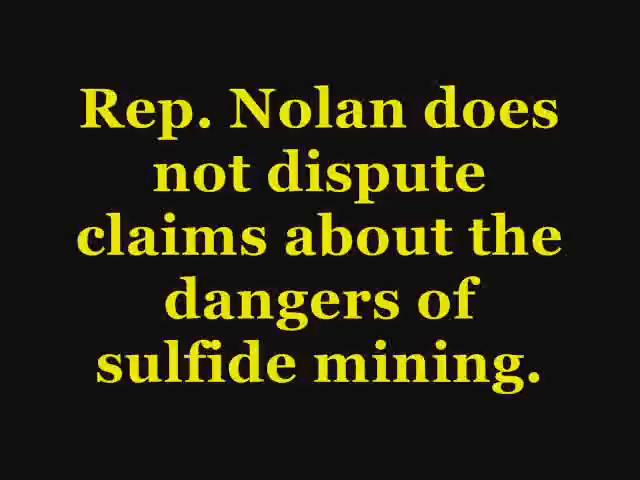 Rep. Nolan does
not dispute
claims about the
dangers of
sulfide mining.